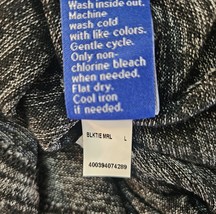 Wash inside out.
Machine
wash cold
with like colors.
Gentle cycle.
Only non-
chlorine bleach
when needed.
Flat dry.
Cool iron
if needed.
BLKTIE MRL L
400394074289